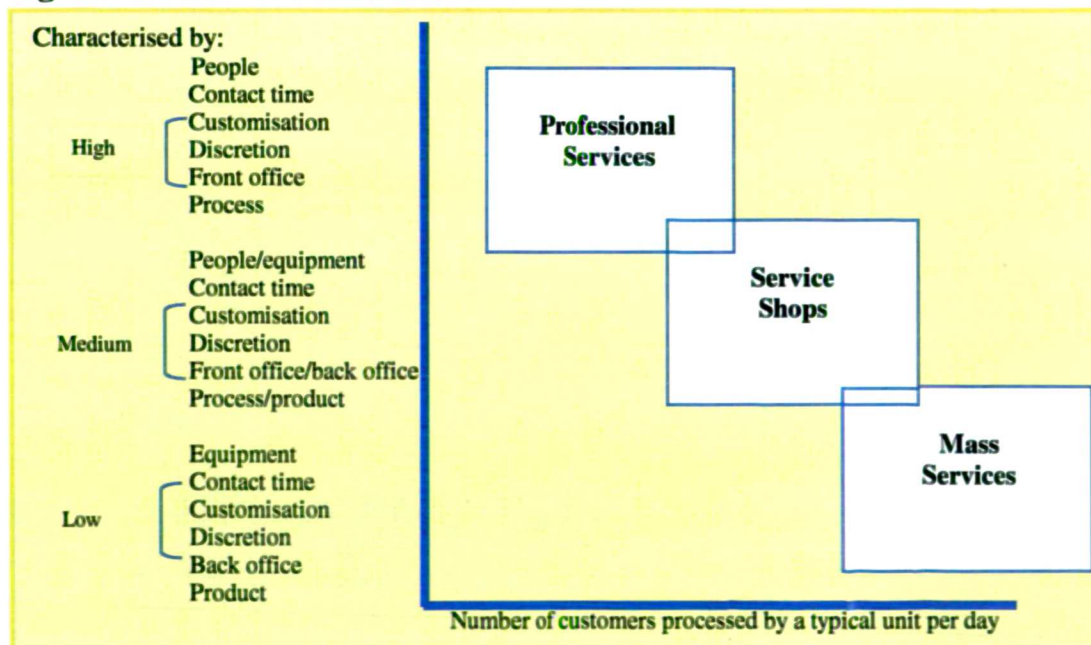 Characterised by:
People
Contact time
Customisation
High
Discretion
Front office
Process
People/equipment
Contact time
Customisation
Medium
Discretion
Front office/back office
Process/product
Equipment
Contact time
Customisation
Low
Discretion
Back office
Product
Professional
Services
Service
Shops
Mass
Services
Number of customers processed by a typical unit per day